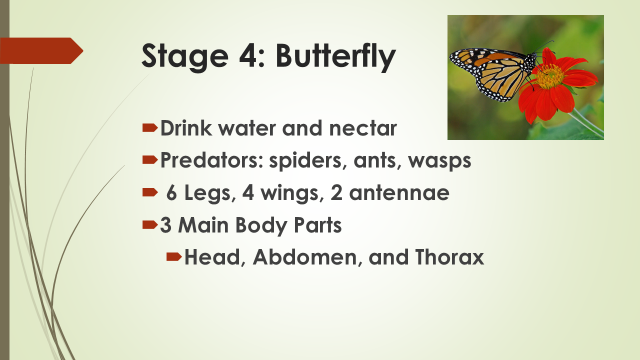 Stage 4: Butterfly
Drink water and nectar
Predators: spiders, ants, wasps
6 Legs, 4 wings, 2 antennae
3 Main Body Parts
Head, Abdomen, and Thorax